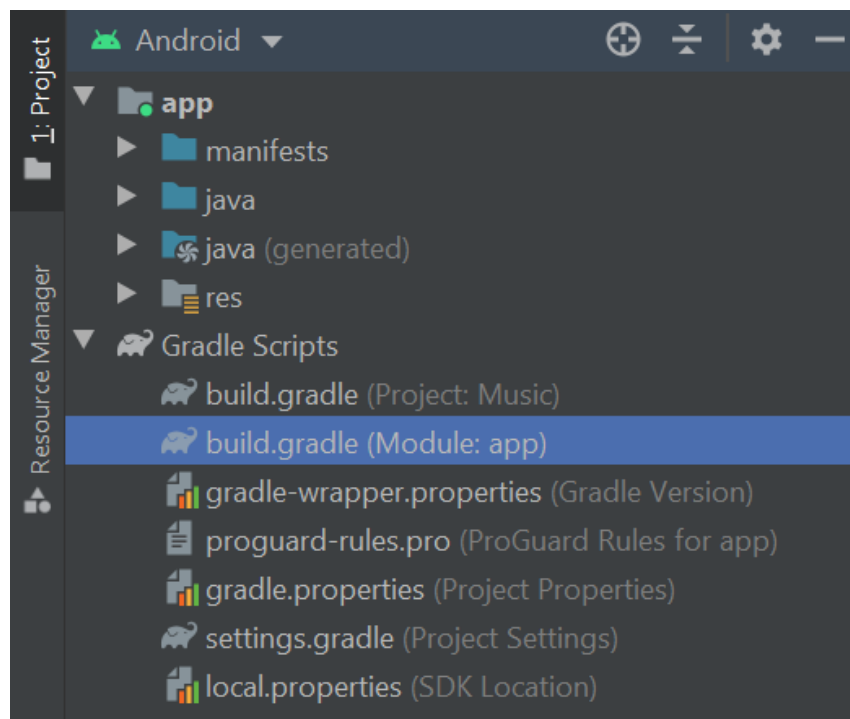 1: Project
Resource Manager
Android
app
manifests
java
java (generated)
res
Gradle Scripts
build.gradle (Project: Music)
build.gradle (Module: app)
gradle-wrapper.properties (Gradle Version)
proguard-rules.pro (ProGuard Rules for app)
gradle.properties (Project Properties)
settings.gradle (Project Settings)
local.properties (SDK Location)